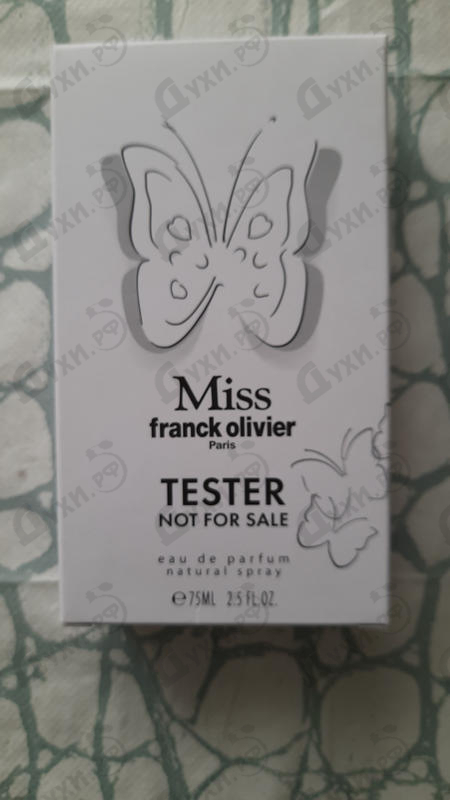 Miss
franck olivier
Paris
TESTER
NOT FOR SALE
eau de parfum
natural spray
℮75ML 2.5 FL.OZ.
Духи.РФ